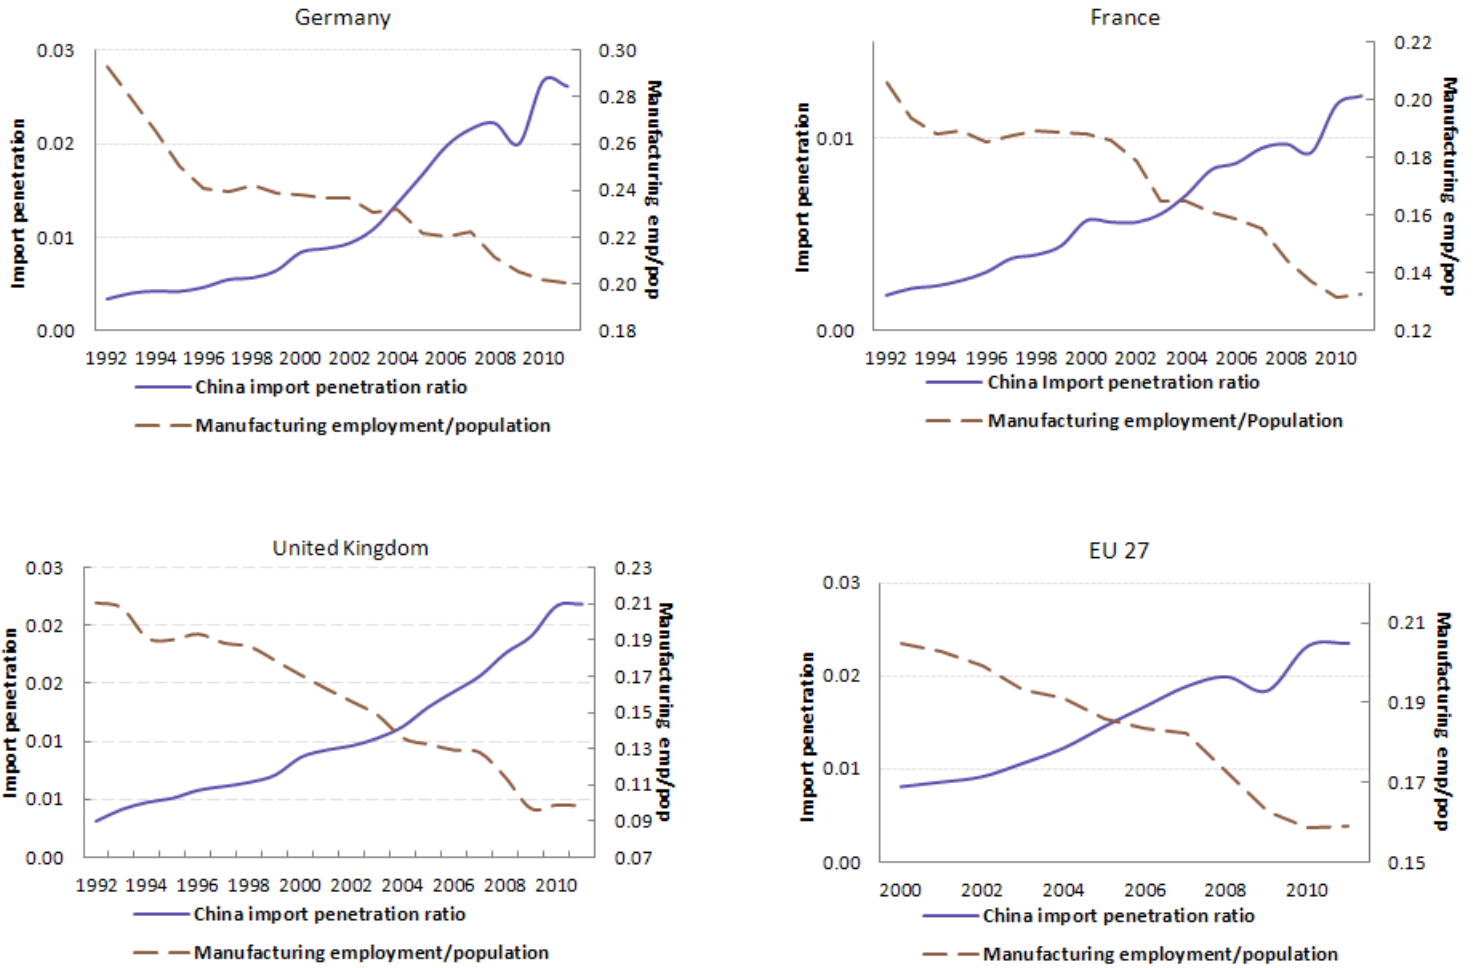 Germany
0.03
0.02
0.01
0.00
Import penetration
0.30
0.28
0.26
0.24
0.22
0.20
0.18
Manufacturing emp/pop
1992 1994 1996 1998 2000 2002 2004 2006 2008 2010
China import penetration ratio
Manufacturing employment/population
France
0.01
0.00
Import penetration
0.22
0.20
0.18
0.16
0.14
0.12
Manufacturing emp/pop
1992 1994 1996 1998 2000 2002 2004 2006 2008 2010
China Import penetration ratio
Manufacturing employment/Population
United Kingdom
0.03
0.02
0.02
0.01
0.01
0.00
Import penetration
0.23
0.21
0.19
0.17
0.15
0.13
0.11
0.09
0.07
Manufacturing emp/pop
1992 1994 1996 1998 2000 2002 2004 2006 2008 2010
China import penetration ratio
Manufacturing employment/population
EU 27
0.03
0.02
0.01
0.00
Import penetration
0.21
0.19
0.17
0.15
Manufacturing emp/pop
2000 2002 2004 2006 2008 2010
China import penetration ratio
Manufacturing employment/population